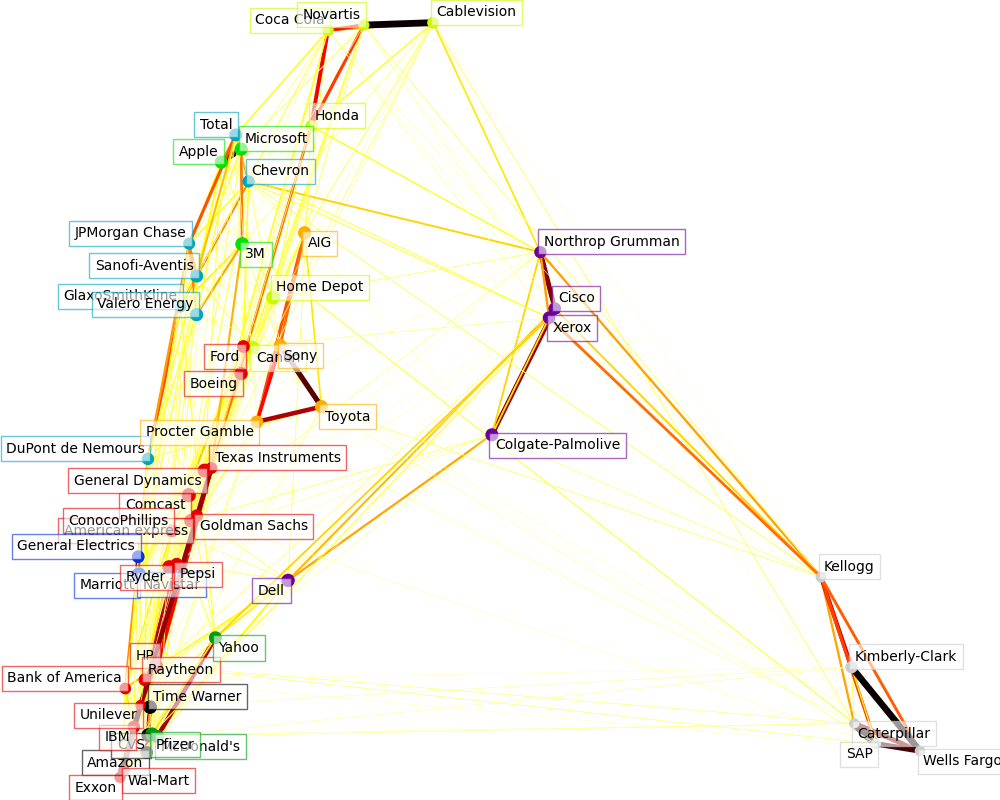 Cablevision
Novartis
Coca Cola
Honda
Total
Microsoft
Apple
Chevron
JPMorgan Chase
AIG
Northrop Grumman
3M
Sanofi-Aventis
Home Depot
GlaxoSmithKline
Valero Energy
Cisco
Xerox
Ford
Canon
Sony
Boeing
Toyota
Procter Gamble
DuPont de Nemours
Colgate-Palmolive
Texas Instruments
General Dynamics
Comcast
ConocoPhillips
American express
Goldman Sachs
General Electrics
Kellogg
Ryder
Pepsi
Marriott
Navistar
Dell
Yahoo
HP
Kimberly-Clark
Raytheon
Bank of America
Time Warner
Unilever
IBM
CVS
Pfizer
McDonald's
Caterpillar
SAP
Amazon
Wells Fargo
Wal-Mart
Exxon